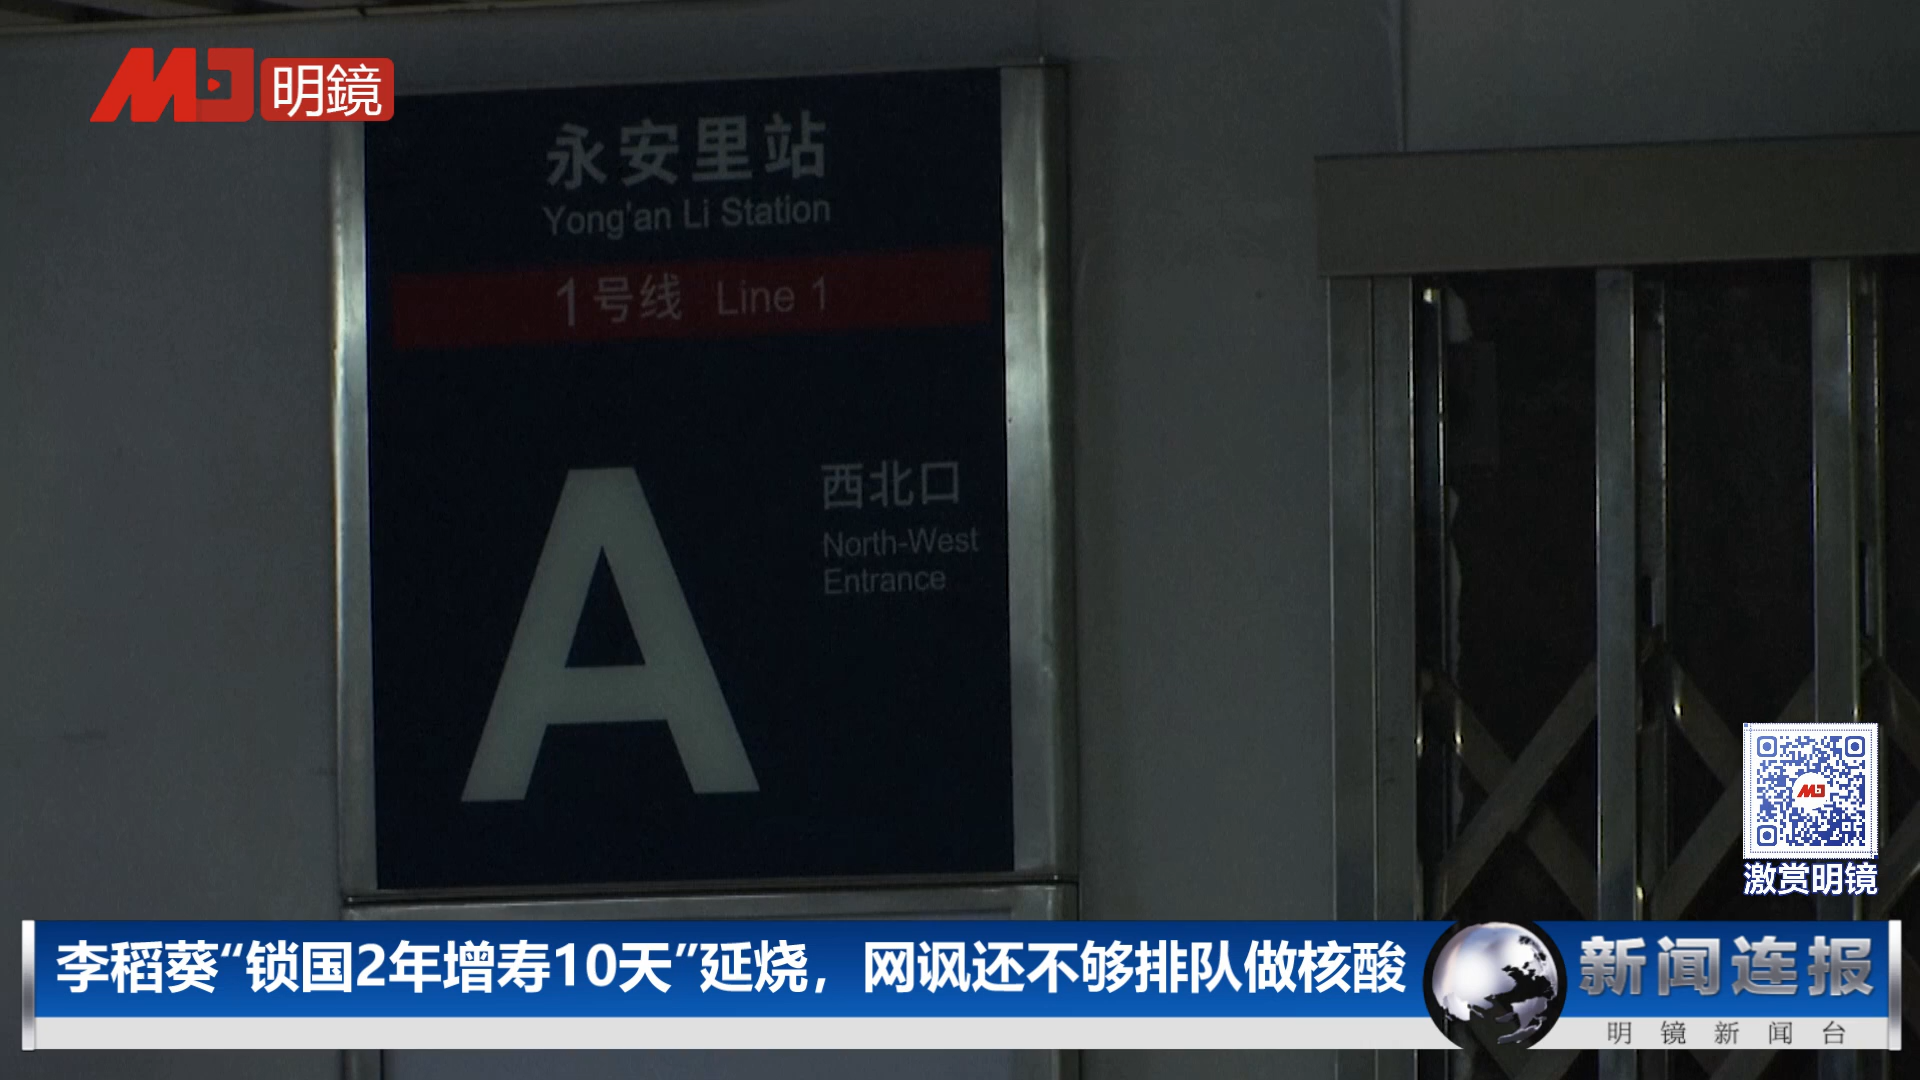 明鏡
永安里站
Yong'an Li Station
1号线 Line 1
A
西北口
North-West
Entrance
激赏明镜
李稻葵“锁国2年增寿10天”延烧，网讽还不够排队做核酸
新闻连报
明镜新闻台